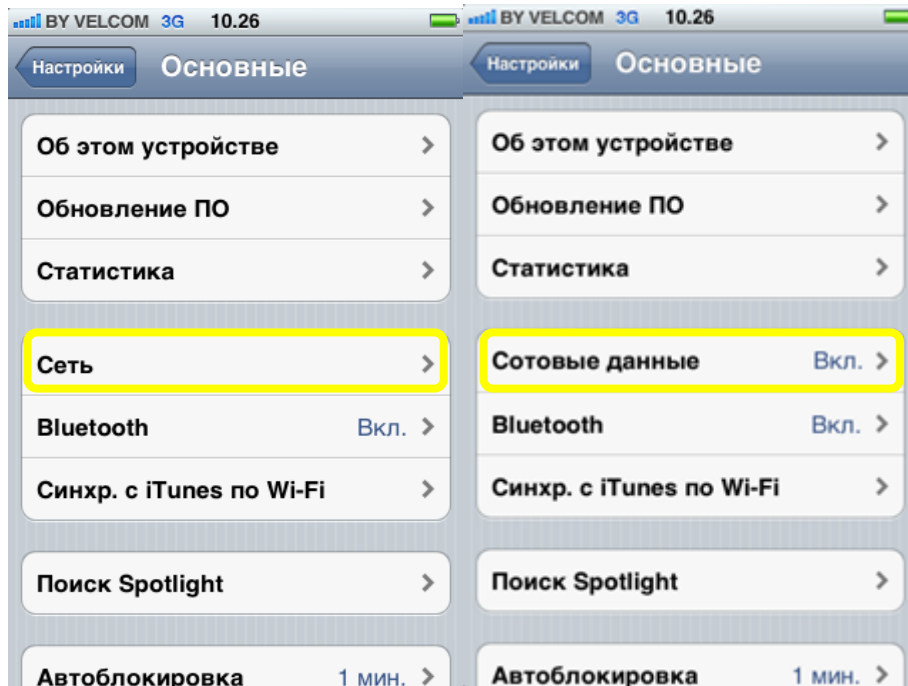 BY VELCOM 3G 10.26
Настройки Основные
Об этом устройстве
Обновление ПО
Статистика
Сеть
Bluetooth Вкл.
Синхр. с iTunes по Wi-Fi
Поиск Spotlight
Автоблокировка 1 мин.
BY VELCOM 3G 10.26
Настройки Основные
Об этом устройстве
Обновление ПО
Статистика
Сотовые данные Вкл.
Bluetooth Вкл.
Синхр. с iTunes по Wi-Fi
Поиск Spotlight
Автоблокировка 1 мин.